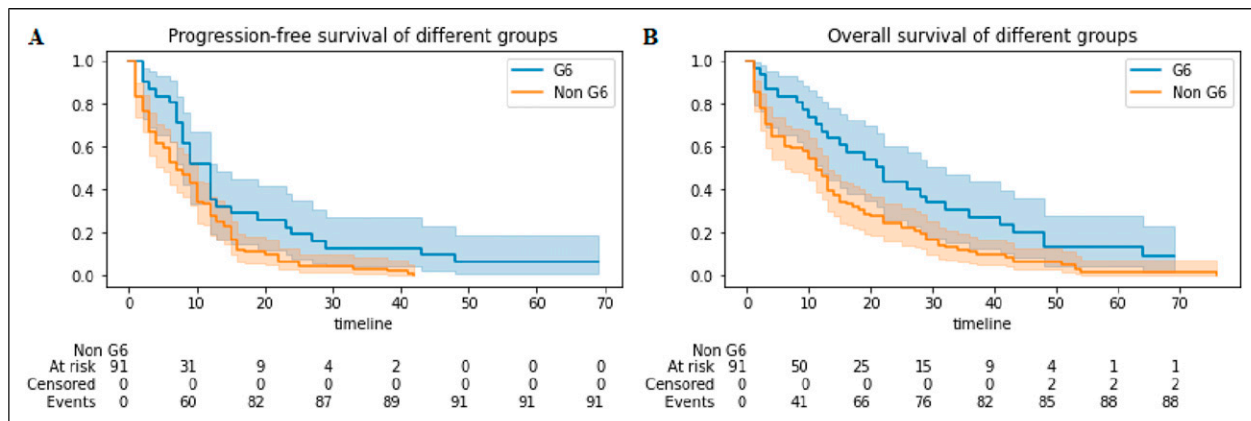 A Progression-free survival of different groups
1.0
0.8
0.6
0.4
0.2
0.0
G6
Non G6
0 10 20 30 40 50 60 70
timeline
Non G6
At risk 91 31 9 4 2 0 0 0
Censored 0 0 0 0 0 0 0 0
Events 0 60 82 87 89 91 91 91
B Overall survival of different groups
1.0
0.8
0.6
0.4
0.2
0.0
G6
Non G6
0 10 20 30 40 50 60 70
timeline
Non G6
At risk 91 50 25 15 9 4 1 1
Censored 0 0 0 0 0 2 2 2
Events 0 41 66 76 82 85 88 88